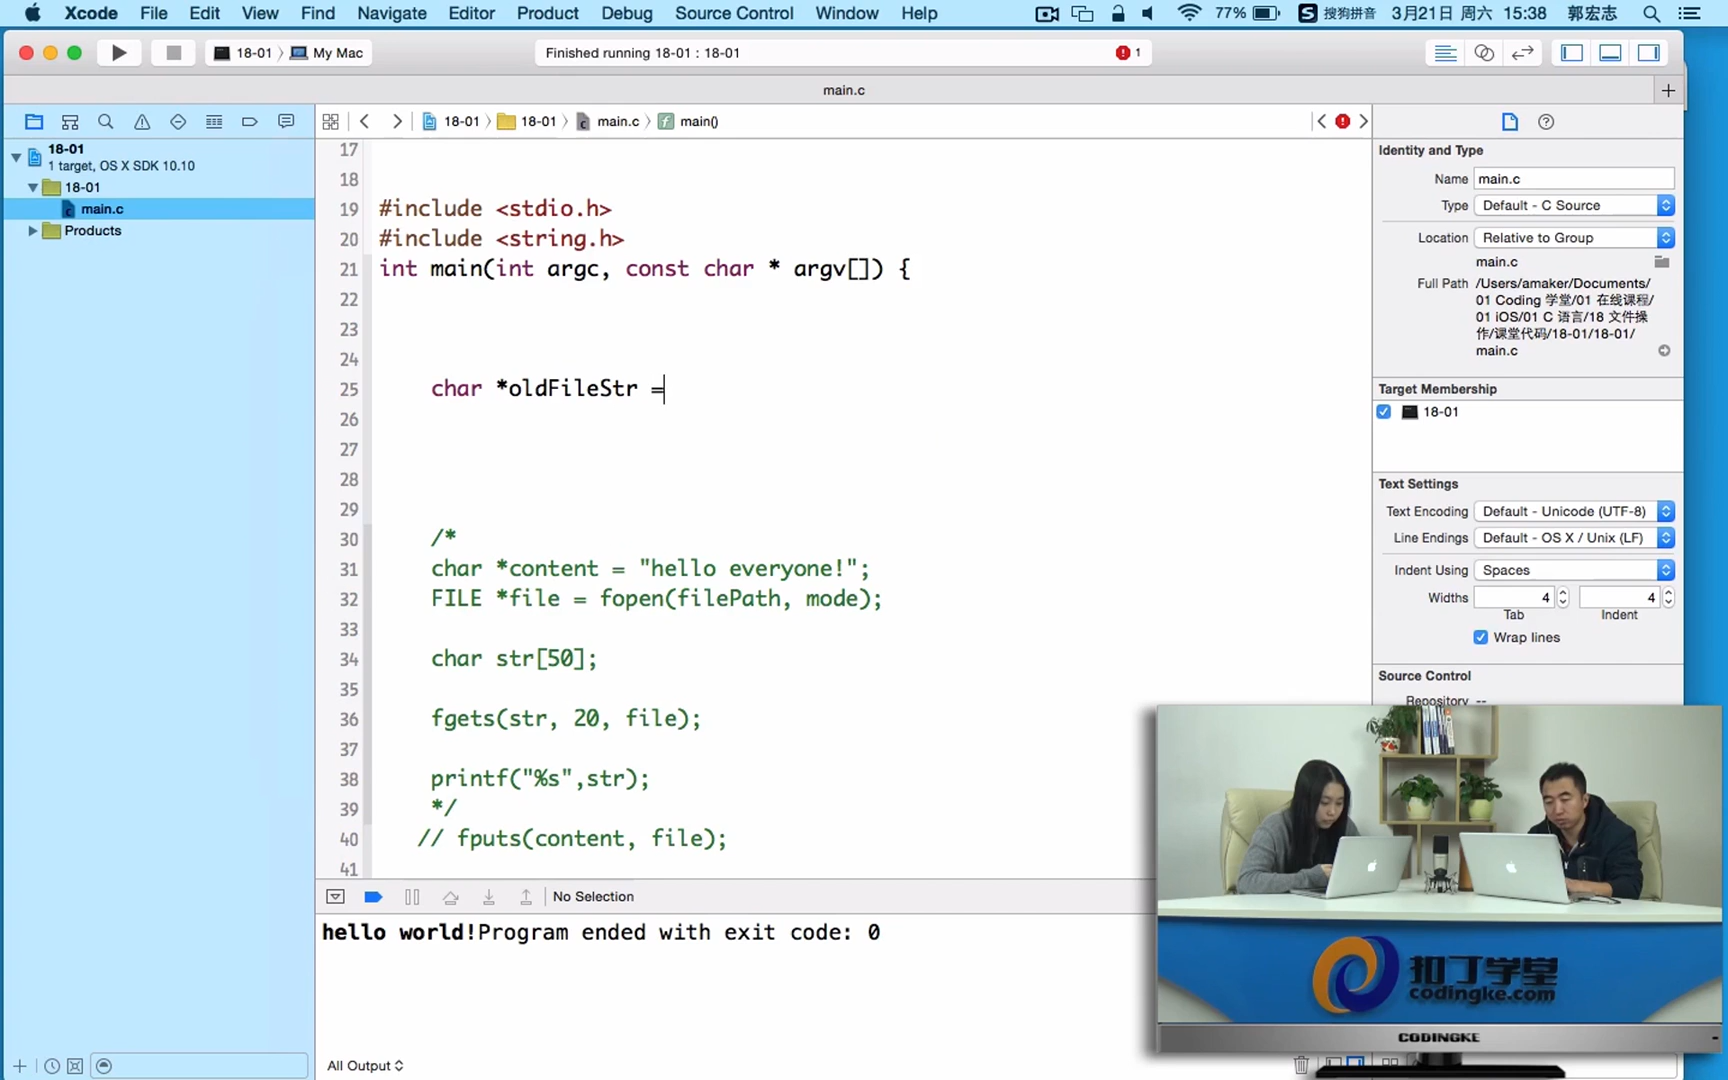 Xcode File Edit View Find Navigate Editor Product Debug Source Control Window Help 77% S 搜狗拼音 3月21日 周六 15:38 郭宏志
18-01 My Mac Finished running 18-01 : 18-01 1
main.c
18-01 18-01 main.c main()
18-01
1 target, OS X SDK 10.10
18-01
main.c
Products
17
18
19 #include <stdio.h>
20 #include <string.h>
21 int main(int argc, const char * argv[]) {
22
23
24
25 char *oldFileStr =
26
27
28
29
30 /*
31 char *content = "hello everyone!";
32 FILE *file = fopen(filePath, mode);
33
34 char str[50];
35
36 fgets(str, 20, file);
37
38 printf("%s",str);
39 */
40 // fputs(content, file);
41
No Selection
hello world!Program ended with exit code: 0
All Output
Identity and Type
Name main.c
Type Default - C Source
Location Relative to Group
main.c
Full Path /Users/amaker/Documents/
01 Coding 学堂/01 在线课程/
01 iOS/01 C 语言/18 文件操
作/课堂代码/18-01/18-01/
main.c
Target Membership
18-01
Text Settings
Text Encoding Default - Unicode (UTF-8)
Line Endings Default - OS X / Unix (LF)
Indent Using Spaces
Widths 4 4
Tab Indent
Wrap lines
Source Control
Repository --
扣丁学堂
codingke.com
CODINGKE